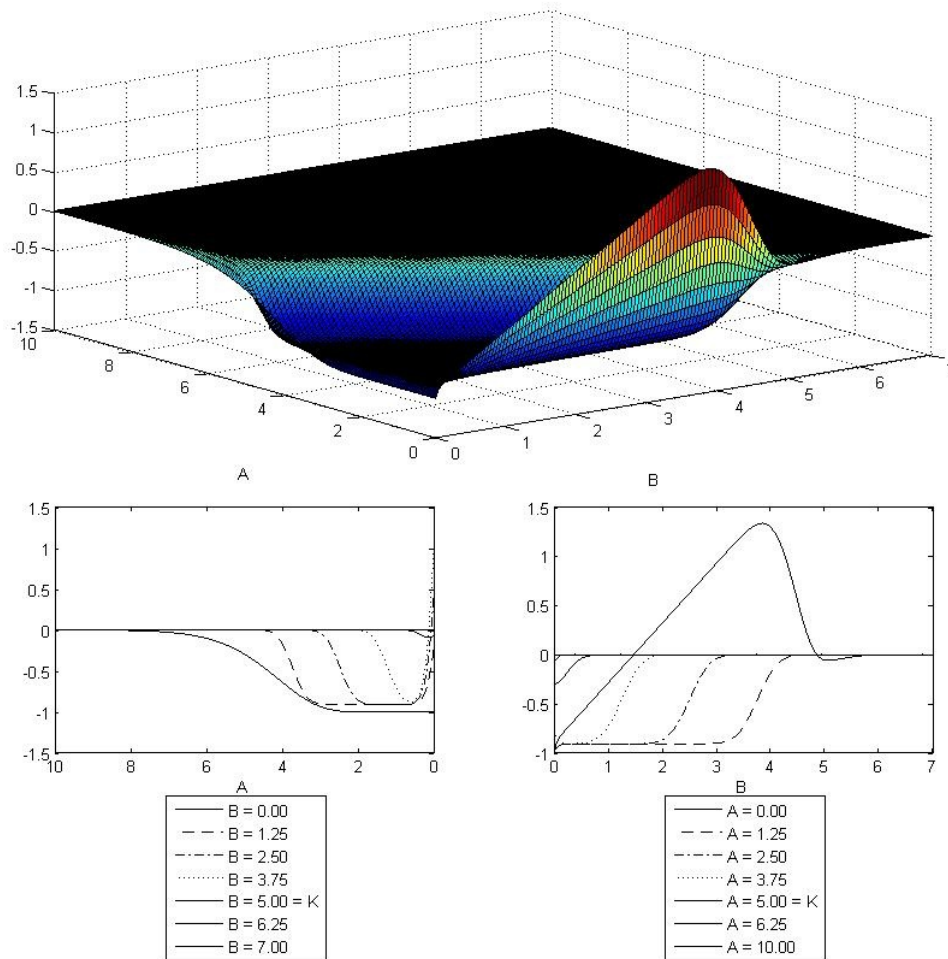 1.5
1
0.5
0
-0.5
-1
-1.5
10
8
6
4
2
0
0
1
2
3
4
5
6
A
B
1.5
1
0.5
0
-0.5
-1
-1.5
10 8 6 4 2 0
A
B = 0.00
B = 1.25
B = 2.50
B = 3.75
B = 5.00 = K
B = 6.25
B = 7.00
1.5
1
0.5
0
-0.5
-1
0 1 2 3 4 5 6 7
B
A = 0.00
A = 1.25
A = 2.50
A = 3.75
A = 5.00 = K
A = 6.25
A = 10.00